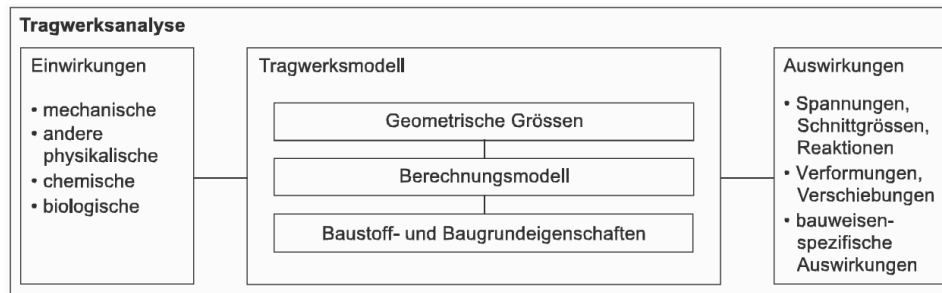 Tragwerksanalyse
Einwirkungen
• mechanische
• andere
physikalische
• chemische
• biologische
Tragwerksmodell
Geometrische Grössen
Berechnungsmodell
Baustoff- und Baugrundeigenschaften
Auswirkungen
• Spannungen,
Schnittgrössen,
Reaktionen
• Verformungen,
Verschiebungen
• bauweisen-
spezifische
Auswirkungen